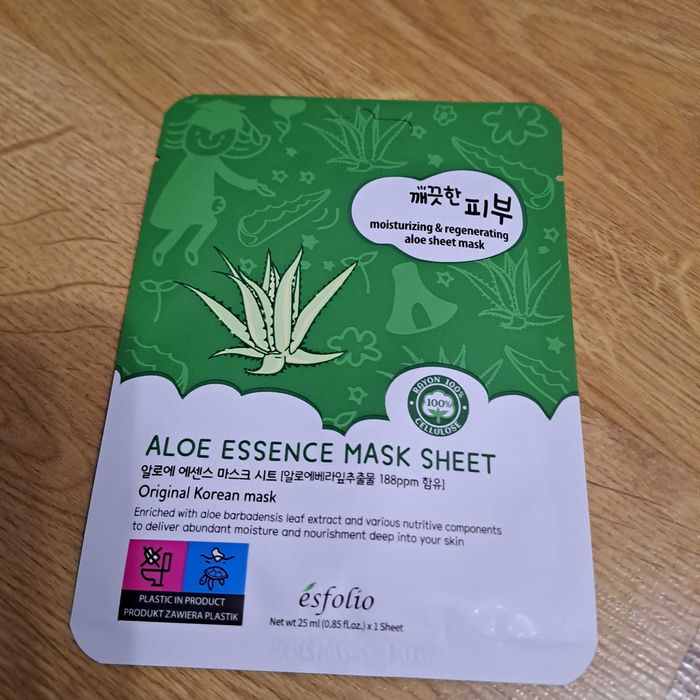 깨끗한 피부
moisturizing & regenerating
aloe sheet mask
RAYON 100%
100%
CELLULOSE
ALOE ESSENCE MASK SHEET
알로에 에센스 마스크 시트 [알로에베라잎추출물 188ppm 함유]
Original Korean mask
Enriched with aloe barbadensis leaf extract and various nutritive components
to deliver abundant moisture and nourishment deep into your skin
PLASTIC IN PRODUCT
PRODUKT ZAWIERA PLASTIK
esfolio
Net wt 25 ml (0.85 fl.oz.) x 1 Sheet